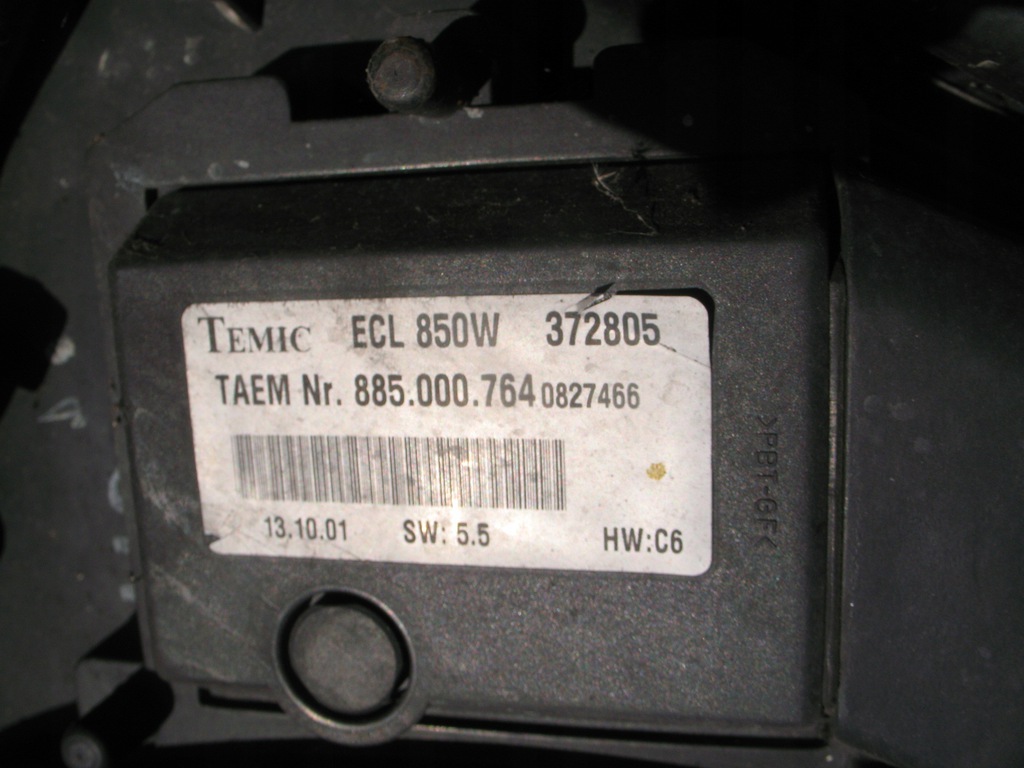 TEMIC ECL 850W 372805
TAEM Nr. 885.000.764 0827466
13.10.01 SW: 5.5 HW:C6
>PBT-GF<